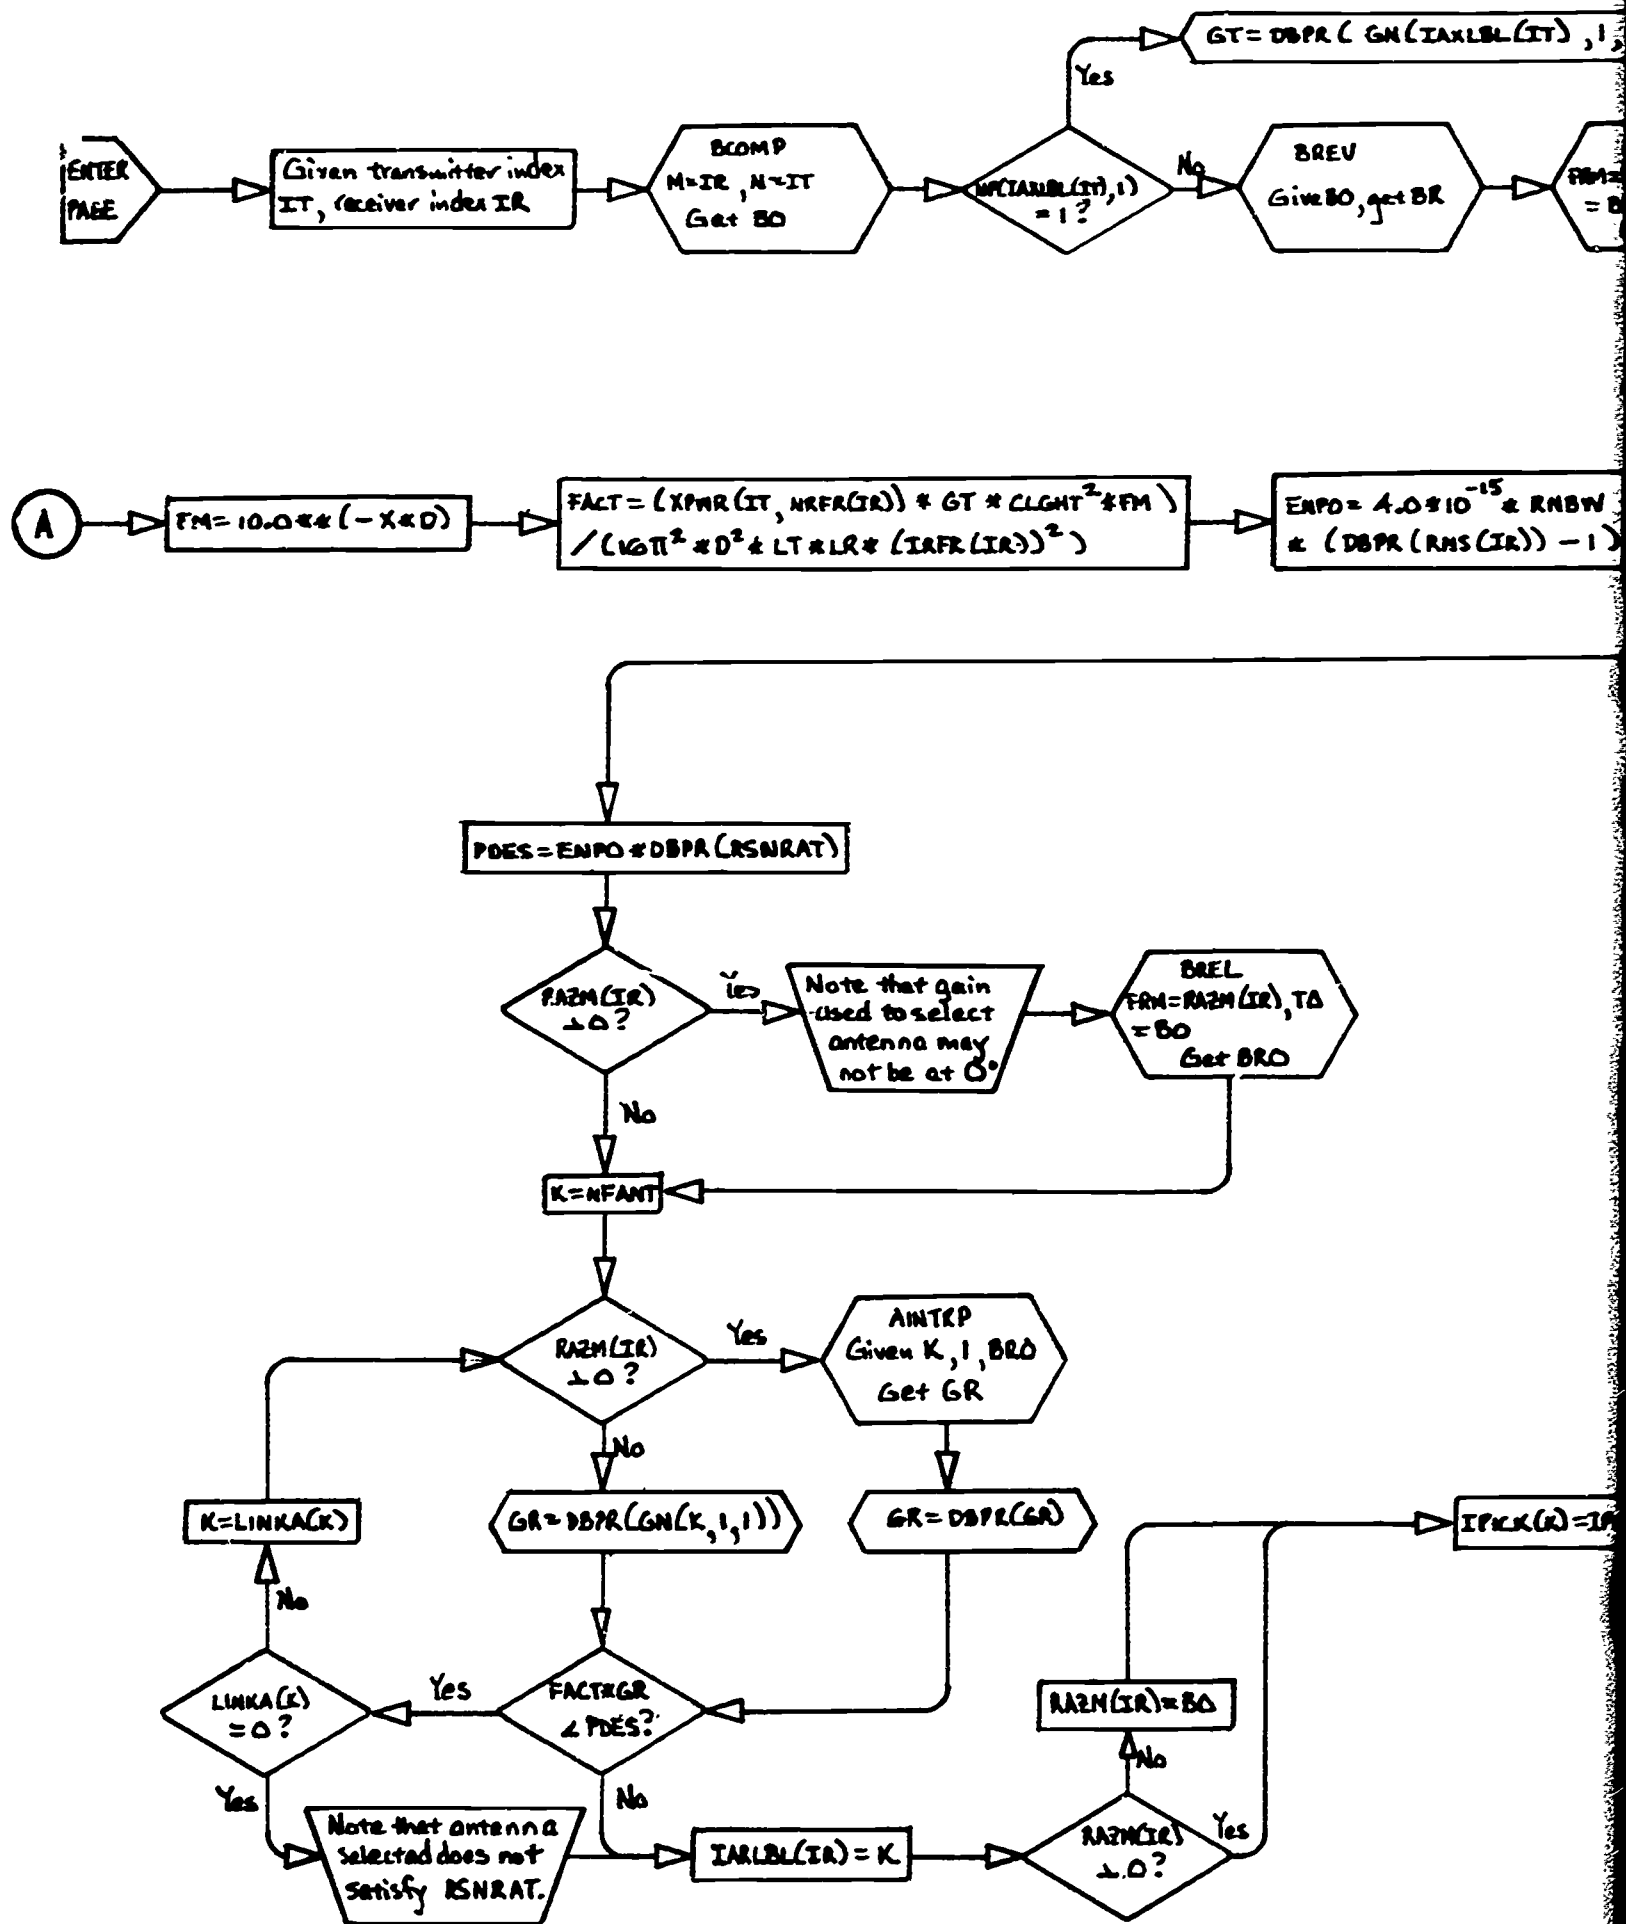 GT = DBPR ( GN(IAXLBL(IT), 1,
Yes
ENTER
PAGE
Given transmitter index
IT, receiver index IR
BCOMP
M=IR, N=IT
Get BO
(IAXLBL(IT), 1)
= 1?
No
BREV
Give BO, get BR
FRM=
= B
A
FM = 10.0 ** (-X*D)
FACT = (XPWR(IT, NRFR(IR)) * GT * CLGHT² * FM)
/ (16π² * D² * LT * LR * (IRFR(IR))²)
ENPO = 4.0 * 10⁻¹⁵ * RNBW
* (DBPR(RNS(IR)) - 1)
PDES = ENPO * DBPR(RSNRAT)
RAZM(IR)
≥0?
Yes
Note that gain
used to select
antenna may
not be at 0°
BREL
FRM=RAZM(IR), TO
= BO
Get BRO
No
K=NFANT
RAZM(IR)
≥0?
Yes
AINTRP
Given K, 1, BRO
Get GR
No
K=LINKA(K)
GR=DBPR(GN(K,1,1))
GR=DBPR(GR)
IPICK(K)=IP
No
LINKA(K)
=0?
Yes
FACT*GR
< PDES?
RAZM(IR)=BO
No
Yes
No
Note that antenna
selected does not
satisfy RSNRAT.
IARLBL(IR) = K
RAZM(IR)
≥0?
Yes